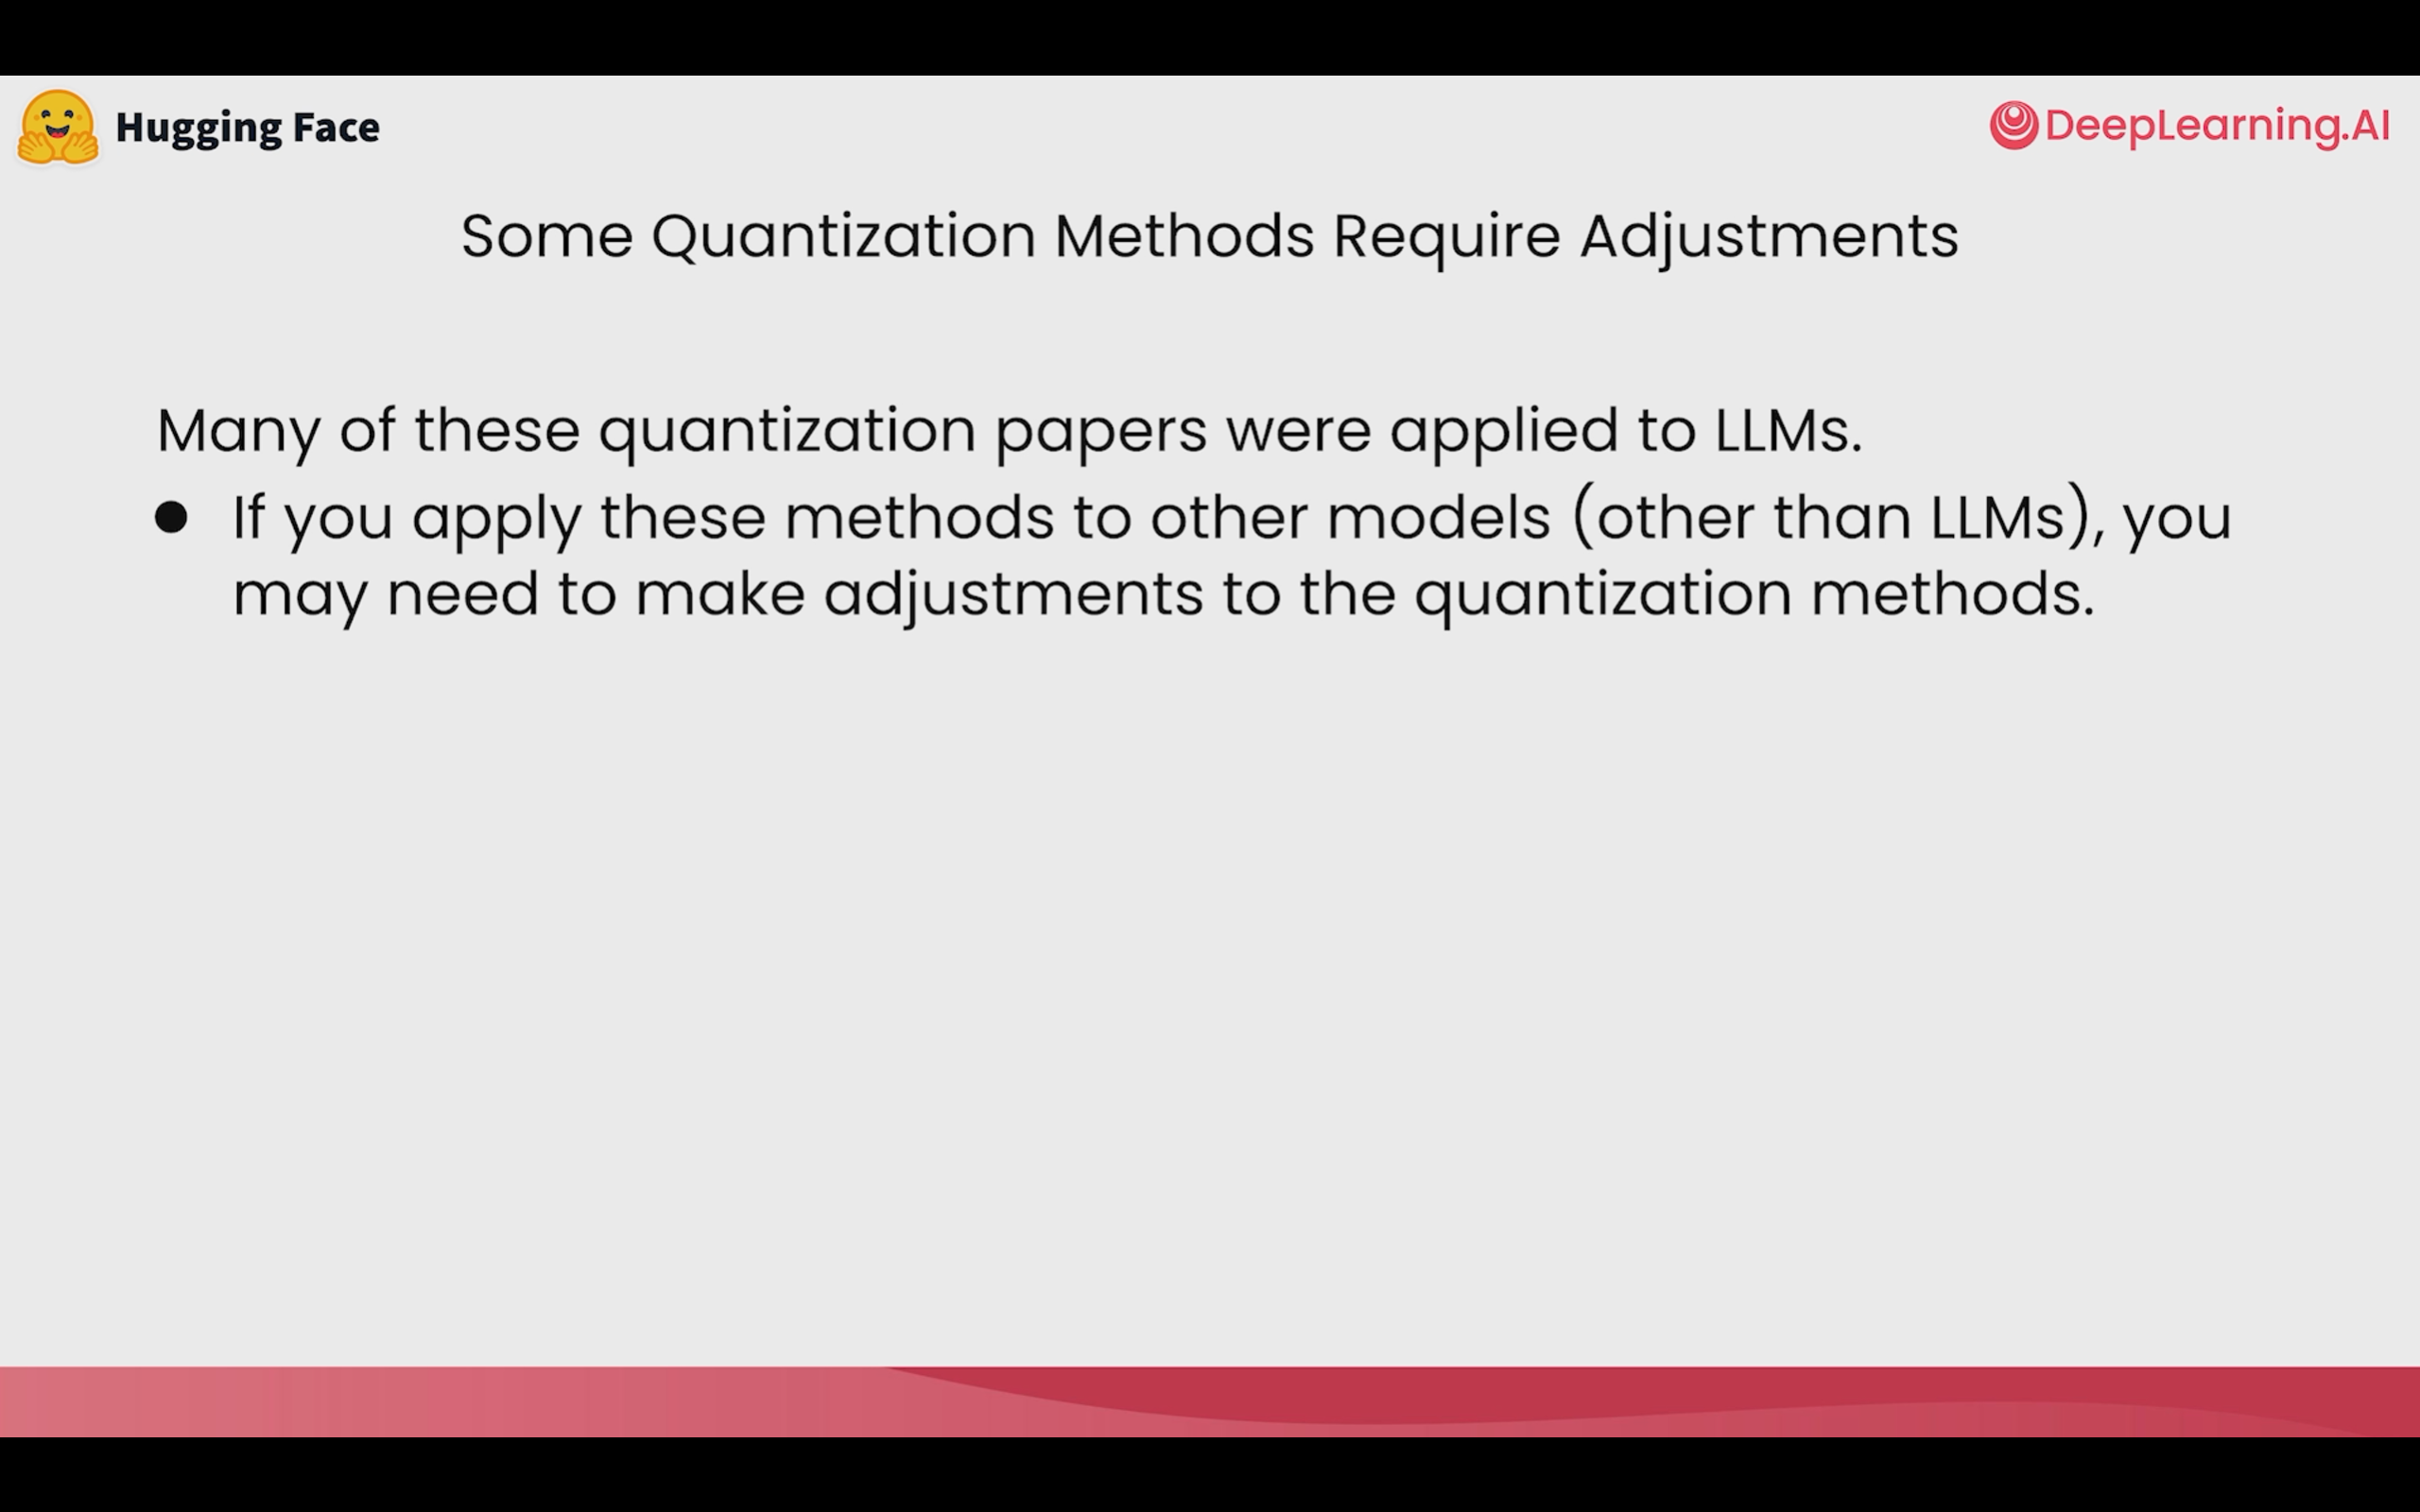 Hugging Face
DeepLearning.AI
Some Quantization Methods Require Adjustments
Many of these quantization papers were applied to LLMs.
● If you apply these methods to other models (other than LLMs), you
may need to make adjustments to the quantization methods.